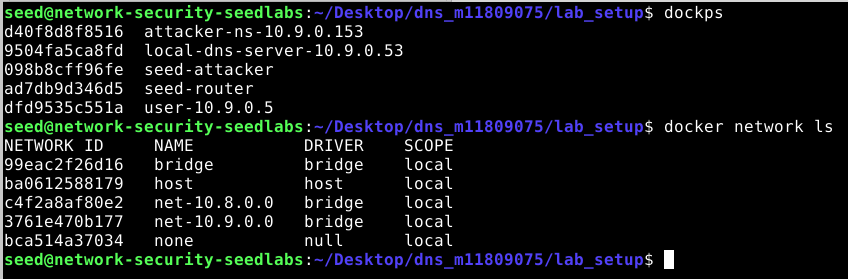 seed@network-security-seedlabs:~/Desktop/dns_m11809075/lab_setup$ dockps
d40f8d8f8516  attacker-ns-10.9.0.153
9504fa5ca8fd  local-dns-server-10.9.0.53
098b8cff96fe  seed-attacker
ad7db9d346d5  seed-router
dfd9535c551a  user-10.9.0.5
seed@network-security-seedlabs:~/Desktop/dns_m11809075/lab_setup$ docker network ls
NETWORK ID     NAME           DRIVER    SCOPE
99eac2f26d16   bridge         bridge    local
ba0612588179   host           host      local
c4f2a8af80e2   net-10.8.0.0   bridge    local
3761e470b177   net-10.9.0.0   bridge    local
bca514a37034   none           null      local
seed@network-security-seedlabs:~/Desktop/dns_m11809075/lab_setup$